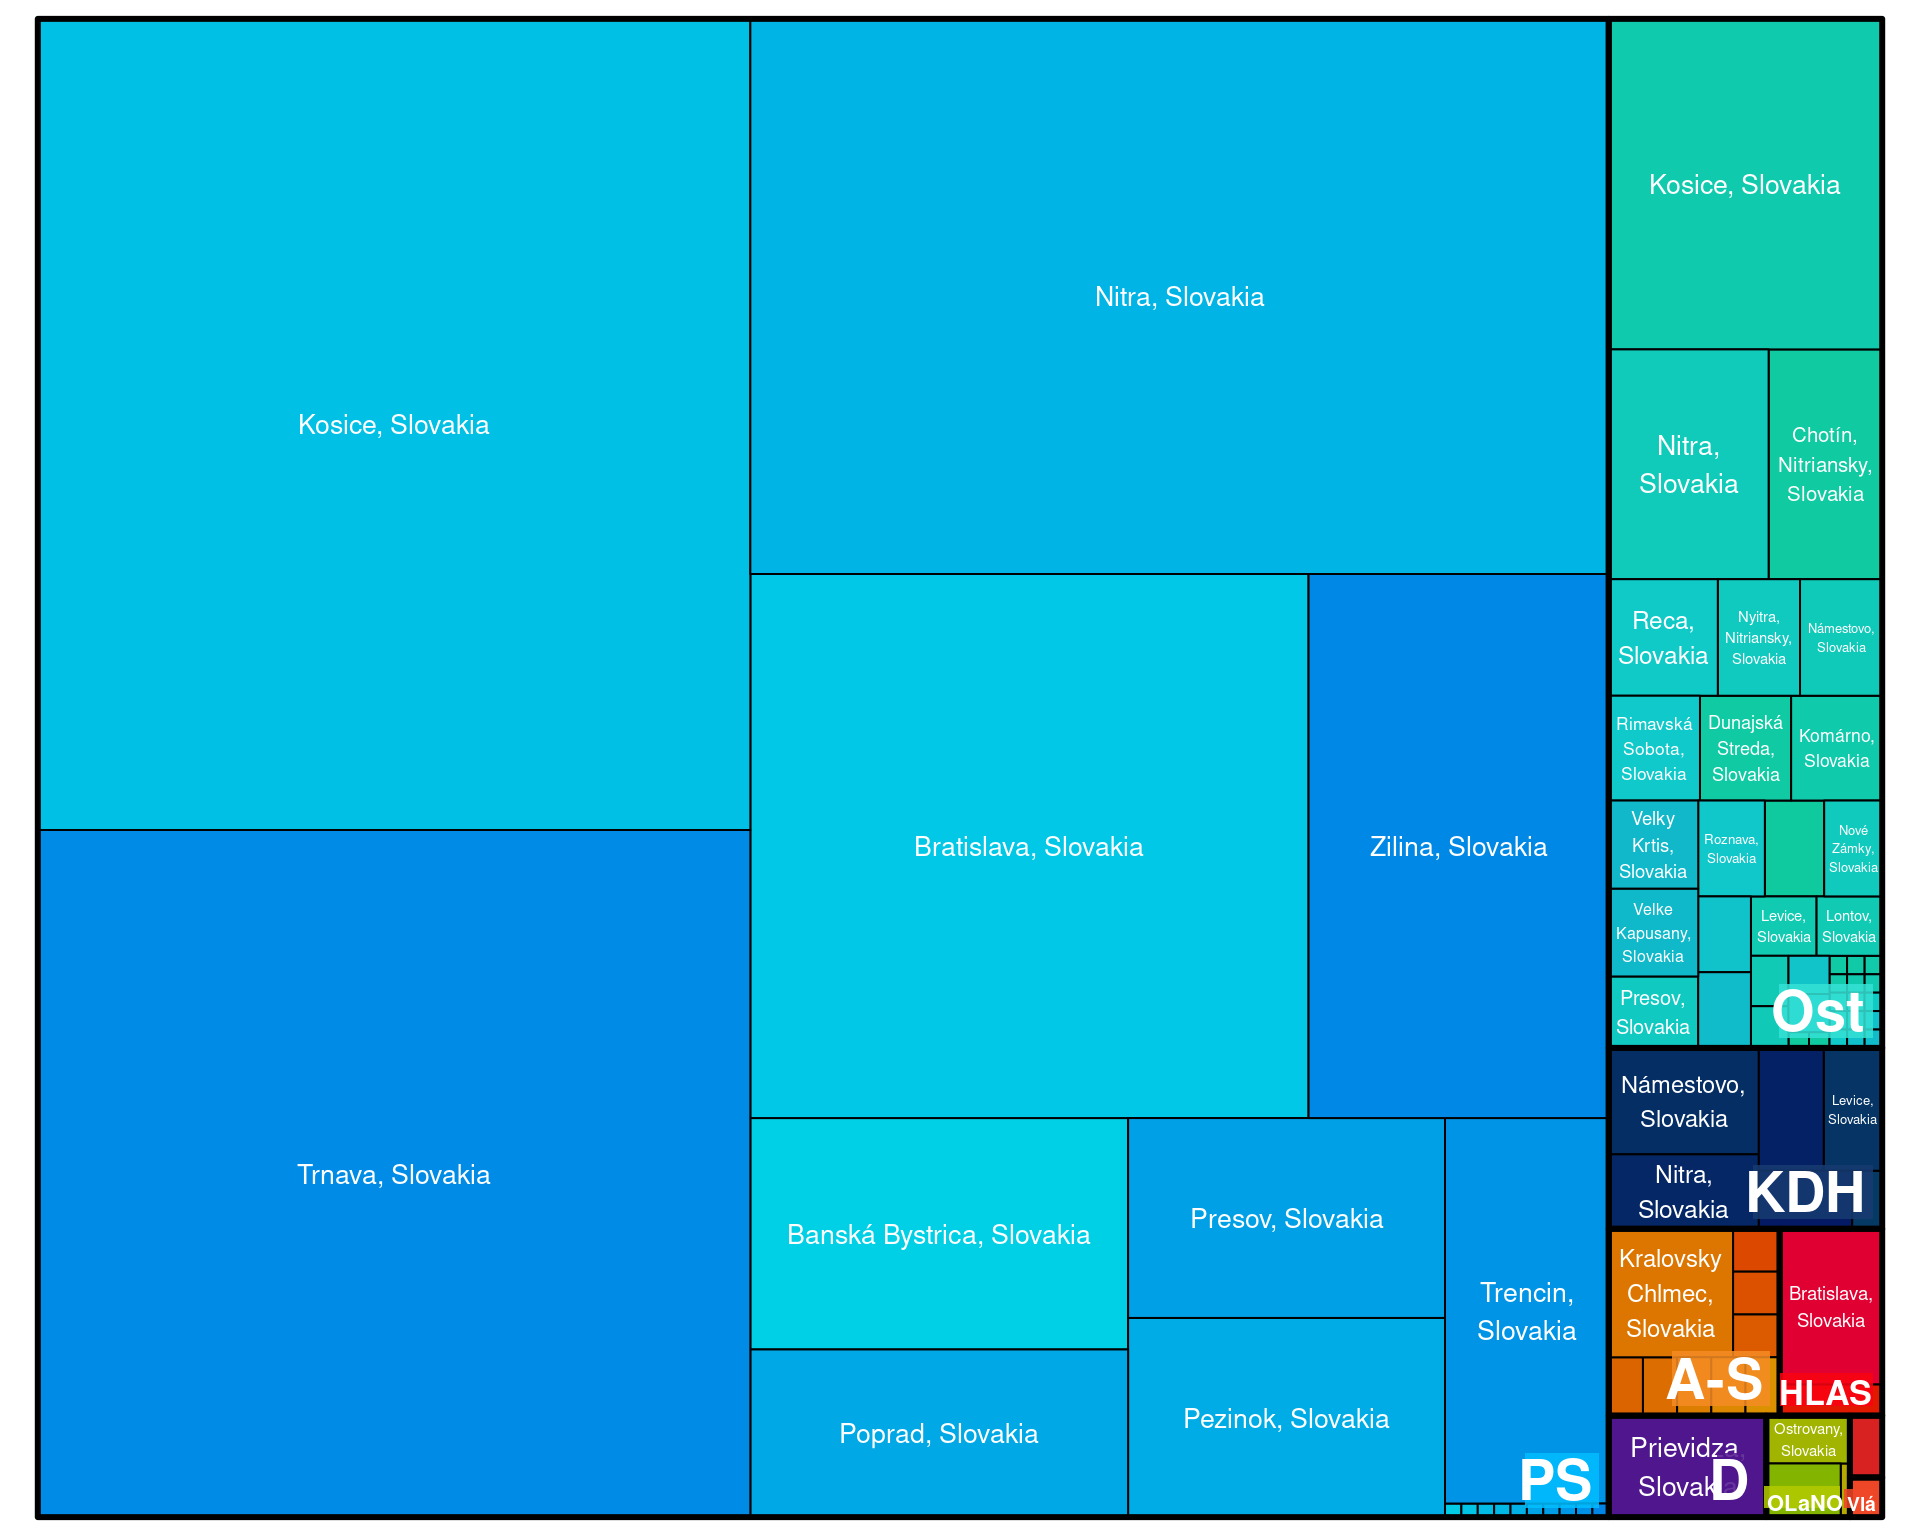 Kosice, Slovakia
Nitra, Slovakia
Trnava, Slovakia
Bratislava, Slovakia
Zilina, Slovakia
Banská Bystrica, Slovakia
Presov, Slovakia
Trencin,
Slovakia
Poprad, Slovakia
Pezinok, Slovakia
PS
Kosice, Slovakia
Nitra,
Slovakia
Chotín,
Nitriansky,
Slovakia
Reca,
Slovakia
Nyitra,
Nitriansky,
Slovakia
Námestovo,
Slovakia
Rimavská
Sobota,
Slovakia
Dunajská
Streda,
Slovakia
Komárno,
Slovakia
Velky
Krtis,
Slovakia
Roznava,
Slovakia
Nové
Zámky,
Slovakia
Velke
Kapusany,
Slovakia
Levice,
Slovakia
Lontov,
Slovakia
Presov,
Slovakia
Ost
Námestovo,
Slovakia
Levice,
Slovakia
Nitra,
Slovakia
KDH
Kralovsky
Chlmec,
Slovakia
A-S
Bratislava,
Slovakia
HLAS
Prievidza,
Slovakia
D
Ostrovany,
Slovakia
OLaNO
Vlá